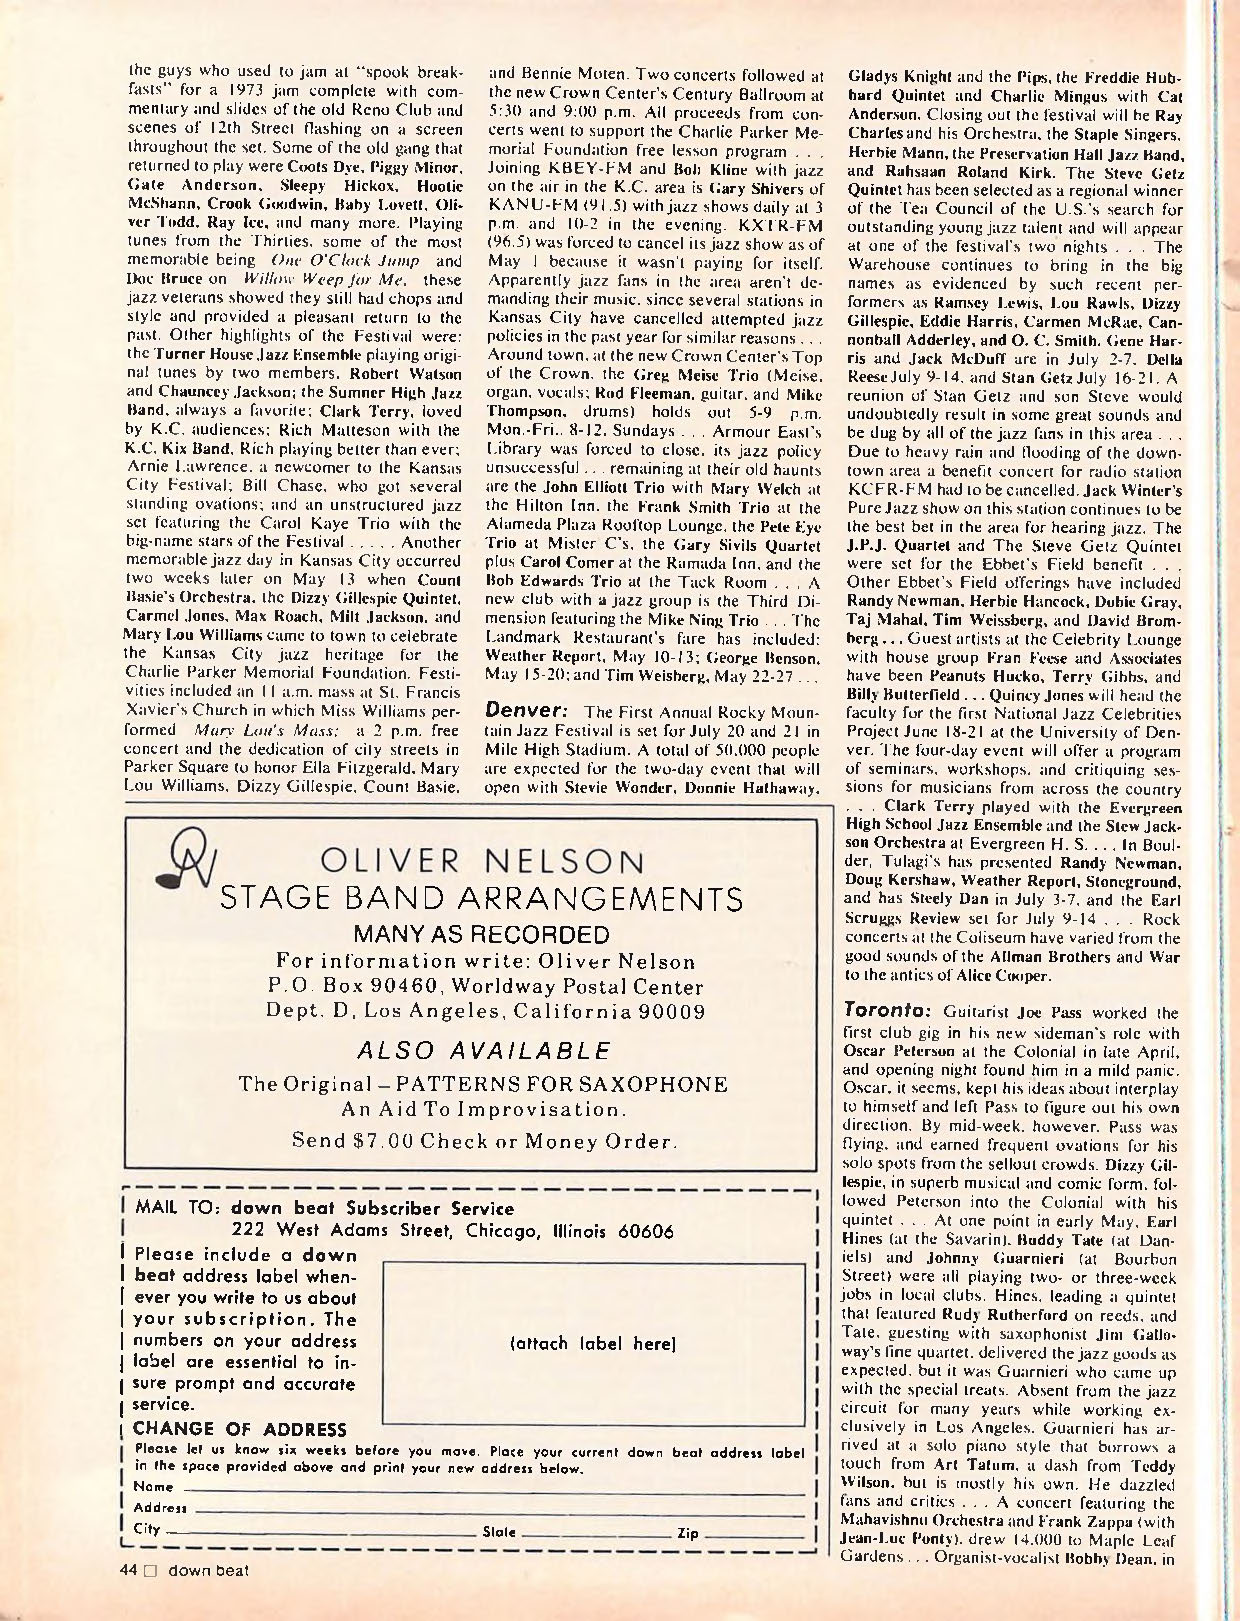 the guys who used to jam at "spook break-
fasts" for a 1973 jam complete with com-
mentary and slides of the old Reno Club and
scenes of 12th Street flashing on a screen
throughout the set. Some of the old gang that
returned to play were Coots Dye, Piggy Minor,
Gate Anderson, Sleepy Hickox, Hootie
McShann, Crook Goodwin, Baby Lovett, Oli-
ver Todd, Ray Ice, and many more. Playing
tunes from the Thirties, some of the most
memorable being One O'Clock Jump and
Doc Bruce on Willow Weep for Me, these
jazz veterans showed they still had chops and
style and provided a pleasant return to the
past. Other highlights of the Festival were:
the Turner House Jazz Ensemble playing origi-
nal tunes by two members, Robert Watson
and Chauncey Jackson; the Sumner High Jazz
Band, always a favorite; Clark Terry, loved
by K.C. audiences; Rich Matteson with the
K.C. Kix Band, Rich playing better than ever;
Arnie Lawrence, a newcomer to the Kansas
City Festival; Bill Chase, who got several
standing ovations; and an unstructured jazz
set featuring the Carol Kaye Trio with the
big-name stars of the Festival . . . . . Another
memorable jazz day in Kansas City occurred
two weeks later on May 13 when Count
Basie's Orchestra, the Dizzy Gillespie Quintet,
Carmel Jones, Max Roach, Milt Jackson, and
Mary Lou Williams came to town to celebrate
the Kansas City jazz heritage for the
Charlie Parker Memorial Foundation. Festi-
vities included an 11 a.m. mass at St. Francis
Xavier's Church in which Miss Williams per-
formed Mary Lou's Mass; a 2 p.m. free
concert and the dedication of city streets in
Parker Square to honor Ella Fitzgerald, Mary
Lou Williams, Dizzy Gillespie, Count Basie,
and Bennie Moten. Two concerts followed at
the new Crown Center's Century Ballroom at
5:30 and 9:00 p.m. All proceeds from con-
certs went to support the Charlie Parker Me-
morial Foundation free lesson program . . .
Joining KBEY-FM and Bob Kline with jazz
on the air in the K.C. area is Gary Shivers of
KANU-FM (91.5) with jazz shows daily at 3
p.m. and 10-2 in the evening. KXTR-FM
(96.5) was forced to cancel its jazz show as of
May 1 because it wasn't paying for itself.
Apparently jazz fans in the area aren't de-
manding their music, since several stations in
Kansas City have cancelled attempted jazz
policies in the past year for similar reasons . . .
Around town, at the new Crown Center's Top
of the Crown, the Greg Meise Trio (Meise,
organ, vocals; Rod Fleeman, guitar, and Mike
Thompson, drums) holds out 5-9 p.m.
Mon.-Fri., 8-12, Sundays . . . Armour East's
Library was forced to close, its jazz policy
unsuccessful . . . remaining at their old haunts
are the John Elliott Trio with Mary Welch at
the Hilton Inn, the Frank Smith Trio at the
Alameda Plaza Rooftop Lounge, the Pete Eye
Trio at Mister C's, the Gary Sivils Quartet
plus Carol Comer at the Ramada Inn, and the
Bob Edwards Trio at the Tack Room . . . A
new club with a jazz group is the Third Di-
mension featuring the Mike Ning Trio . . . The
Landmark Restaurant's fare has included:
Weather Report, May 10-13; George Benson,
May 15-20; and Tim Weisberg, May 22-27 . . .
Denver: The First Annual Rocky Moun-
tain Jazz Festival is set for July 20 and 21 in
Mile High Stadium. A total of 50,000 people
are expected for the two-day event that will
open with Stevie Wonder, Donnie Hathaway,
Gladys Knight and the Pips, the Freddie Hub-
bard Quintet and Charlie Mingus with Cat
Anderson. Closing out the festival will be Ray
Charles and his Orchestra, the Staple Singers,
Herbie Mann, the Preservation Hall Jazz Band,
and Rahsaan Roland Kirk. The Steve Getz
Quintet has been selected as a regional winner
of the Tea Council of the U.S.'s search for
outstanding young jazz talent and will appear
at one of the festival's two nights . . . The
Warehouse continues to bring in the big
names as evidenced by such recent per-
formers as Ramsey Lewis, Lou Rawls, Dizzy
Gillespie, Eddie Harris, Carmen McRae, Can-
nonball Adderley, and O. C. Smith. Gene Har-
ris and Jack McDuff are in July 2-7, Della
Reese July 9-14, and Stan Getz July 16-21. A
reunion of Stan Getz and son Steve would
undoubtedly result in some great sounds and
be dug by all of the jazz fans in this area . . .
Due to heavy rain and flooding of the down-
town area a benefit concert for radio station
KCFR-FM had to be cancelled. Jack Winter's
Pure Jazz show on this station continues to be
the best bet in the area for hearing jazz. The
J.P.J. Quartet and The Steve Getz Quintet
were set for the Ebbet's Field benefit . . .
Other Ebbet's Field offerings have included
Randy Newman, Herbie Hancock, Dobie Gray,
Taj Mahal, Tim Weissberg, and David Brom-
berg . . . Guest artists at the Celebrity Lounge
with house group Fran Feese and Associates
have been Peanuts Hucko, Terry Gibbs, and
Billy Butterfield . . . Quincy Jones will head the
faculty for the first National Jazz Celebrities
Project June 18-21 at the University of Den-
ver. The four-day event will offer a program
of seminars, workshops, and critiquing ses-
sions for musicians from across the country
. . . Clark Terry played with the Evergreen
High School Jazz Ensemble and the Stew Jack-
son Orchestra at Evergreen H. S. . . . In Boul-
der, Tulagi's has presented Randy Newman,
Doug Kershaw, Weather Report, Stoneground,
and has Steely Dan in July 3-7, and the Earl
Scruggs Review set for July 9-14 . . . Rock
concerts at the Coliseum have varied from the
good sounds of the Allman Brothers and War
to the antics of Alice Cooper.
Toronto: Guitarist Joe Pass worked the
first club gig in his new sideman's role with
Oscar Peterson at the Colonial in late April,
and opening night found him in a mild panic.
Oscar, it seems, kept his ideas about interplay
to himself and left Pass to figure out his own
direction. By mid-week, however, Pass was
flying, and earned frequent ovations for his
solo spots from the sellout crowds. Dizzy Gil-
lespie, in superb musical and comic form, fol-
lowed Peterson into the Colonial with his
quintet . . . At one point in early May, Earl
Hines (at the Savarin), Buddy Tate (at Dan-
iels) and Johnny Guarnieri (at Bourbon
Street) were all playing two- or three-week
jobs in local clubs. Hines, leading a quintet
that featured Rudy Rutherford on reeds, and
Tate, guesting with saxophonist Jim Gallo-
way's fine quartet, delivered the jazz goods as
expected, but it was Guarnieri who came up
with the special treats. Absent from the jazz
circuit for many years while working ex-
clusively in Los Angeles, Guarnieri has ar-
rived at a solo piano style that borrows a
touch from Art Tatum, a dash from Teddy
Wilson, but is mostly his own. He dazzled
fans and critics . . . A concert featuring the
Mahavishnu Orchestra and Frank Zappa (with
Jean-Luc Ponty), drew 14,000 to Maple Leaf
Gardens . . . Organist-vocalist Bobby Dean, in
OLIVER NELSON
STAGE BAND ARRANGEMENTS
MANY AS RECORDED
For information write: Oliver Nelson
P.O. Box 90460, Worldway Postal Center
Dept. D, Los Angeles, California 90009
ALSO AVAILABLE
The Original – PATTERNS FOR SAXOPHONE
An Aid To Improvisation.
Send $7.00 Check or Money Order.
MAIL TO: down beat Subscriber Service
222 West Adams Street, Chicago, Illinois 60606
Please include a down
beat address label when-
ever you write to us about
your subscription. The
numbers on your address
label are essential to in-
sure prompt and accurate
service.
(attach label here)
CHANGE OF ADDRESS
Please let us know six weeks before you move. Place your current down beat address label
in the space provided above and print your new address below.
Name
Address
City State Zip
44 □ down beat